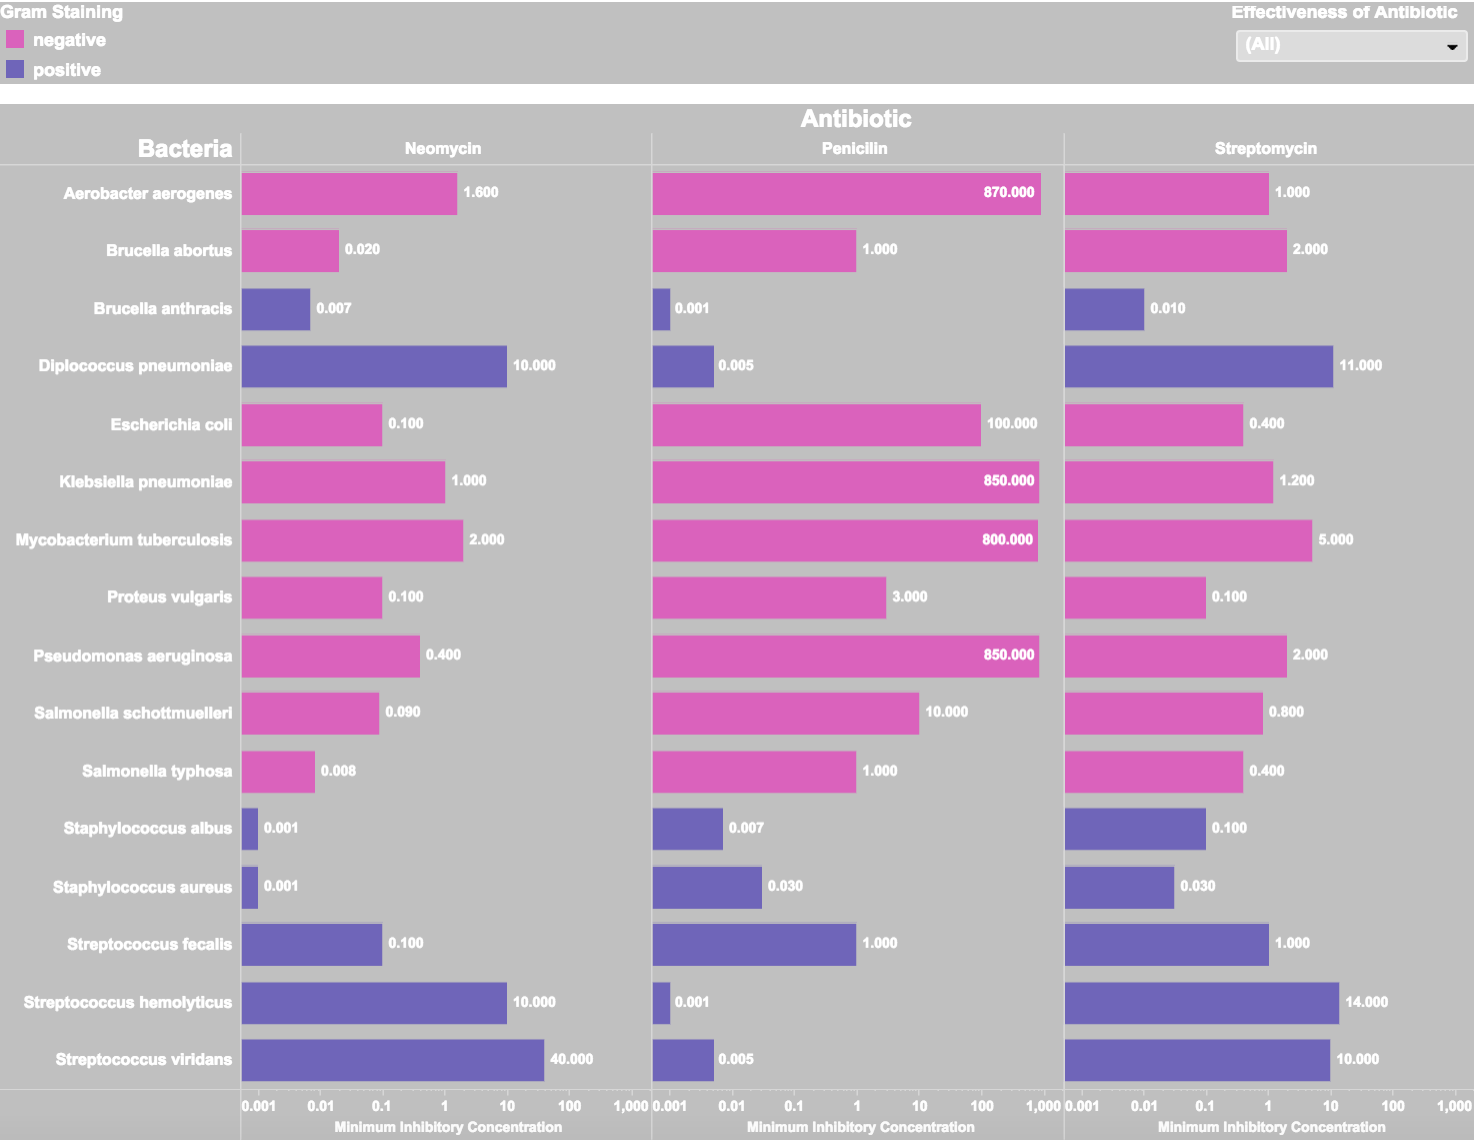 Gram Staining
negative
positive
Effectiveness of Antibiotic
(All)
Antibiotic
Bacteria Neomycin Penicilin Streptomycin
Aerobacter aerogenes 1.600 870.000 1.000
Brucella abortus 0.020 1.000 2.000
Brucella anthracis 0.007 0.001 0.010
Diplococcus pneumoniae 10.000 0.005 11.000
Escherichia coli 0.100 100.000 0.400
Klebsiella pneumoniae 1.000 850.000 1.200
Mycobacterium tuberculosis 2.000 800.000 5.000
Proteus vulgaris 0.100 3.000 0.100
Pseudomonas aeruginosa 0.400 850.000 2.000
Salmonella schottmuelleri 0.090 10.000 0.800
Salmonella typhosa 0.008 1.000 0.400
Staphylococcus albus 0.001 0.007 0.100
Staphylococcus aureus 0.001 0.030 0.030
Streptococcus fecalis 0.100 1.000 1.000
Streptococcus hemolyticus 10.000 0.001 14.000
Streptococcus viridans 40.000 0.005 10.000
0.001 0.01 0.1 1 10 100 1,000 0.001 0.01 0.1 1 10 100 1,000 0.001 0.01 0.1 1 10 100 1,000
Minimum Inhibitory Concentration Minimum Inhibitory Concentration Minimum Inhibitory Concentration